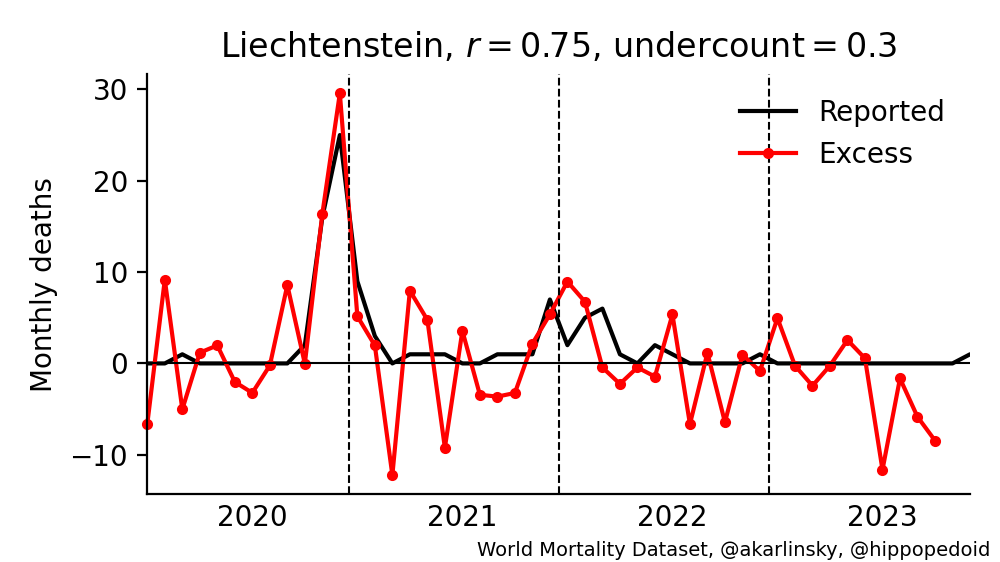 Liechtenstein, r = 0.75, undercount = 0.3
30
20
10
0
−10
Monthly deaths
Reported
Excess
2020 2021 2022 2023
World Mortality Dataset, @akarlinsky, @hippopedoid